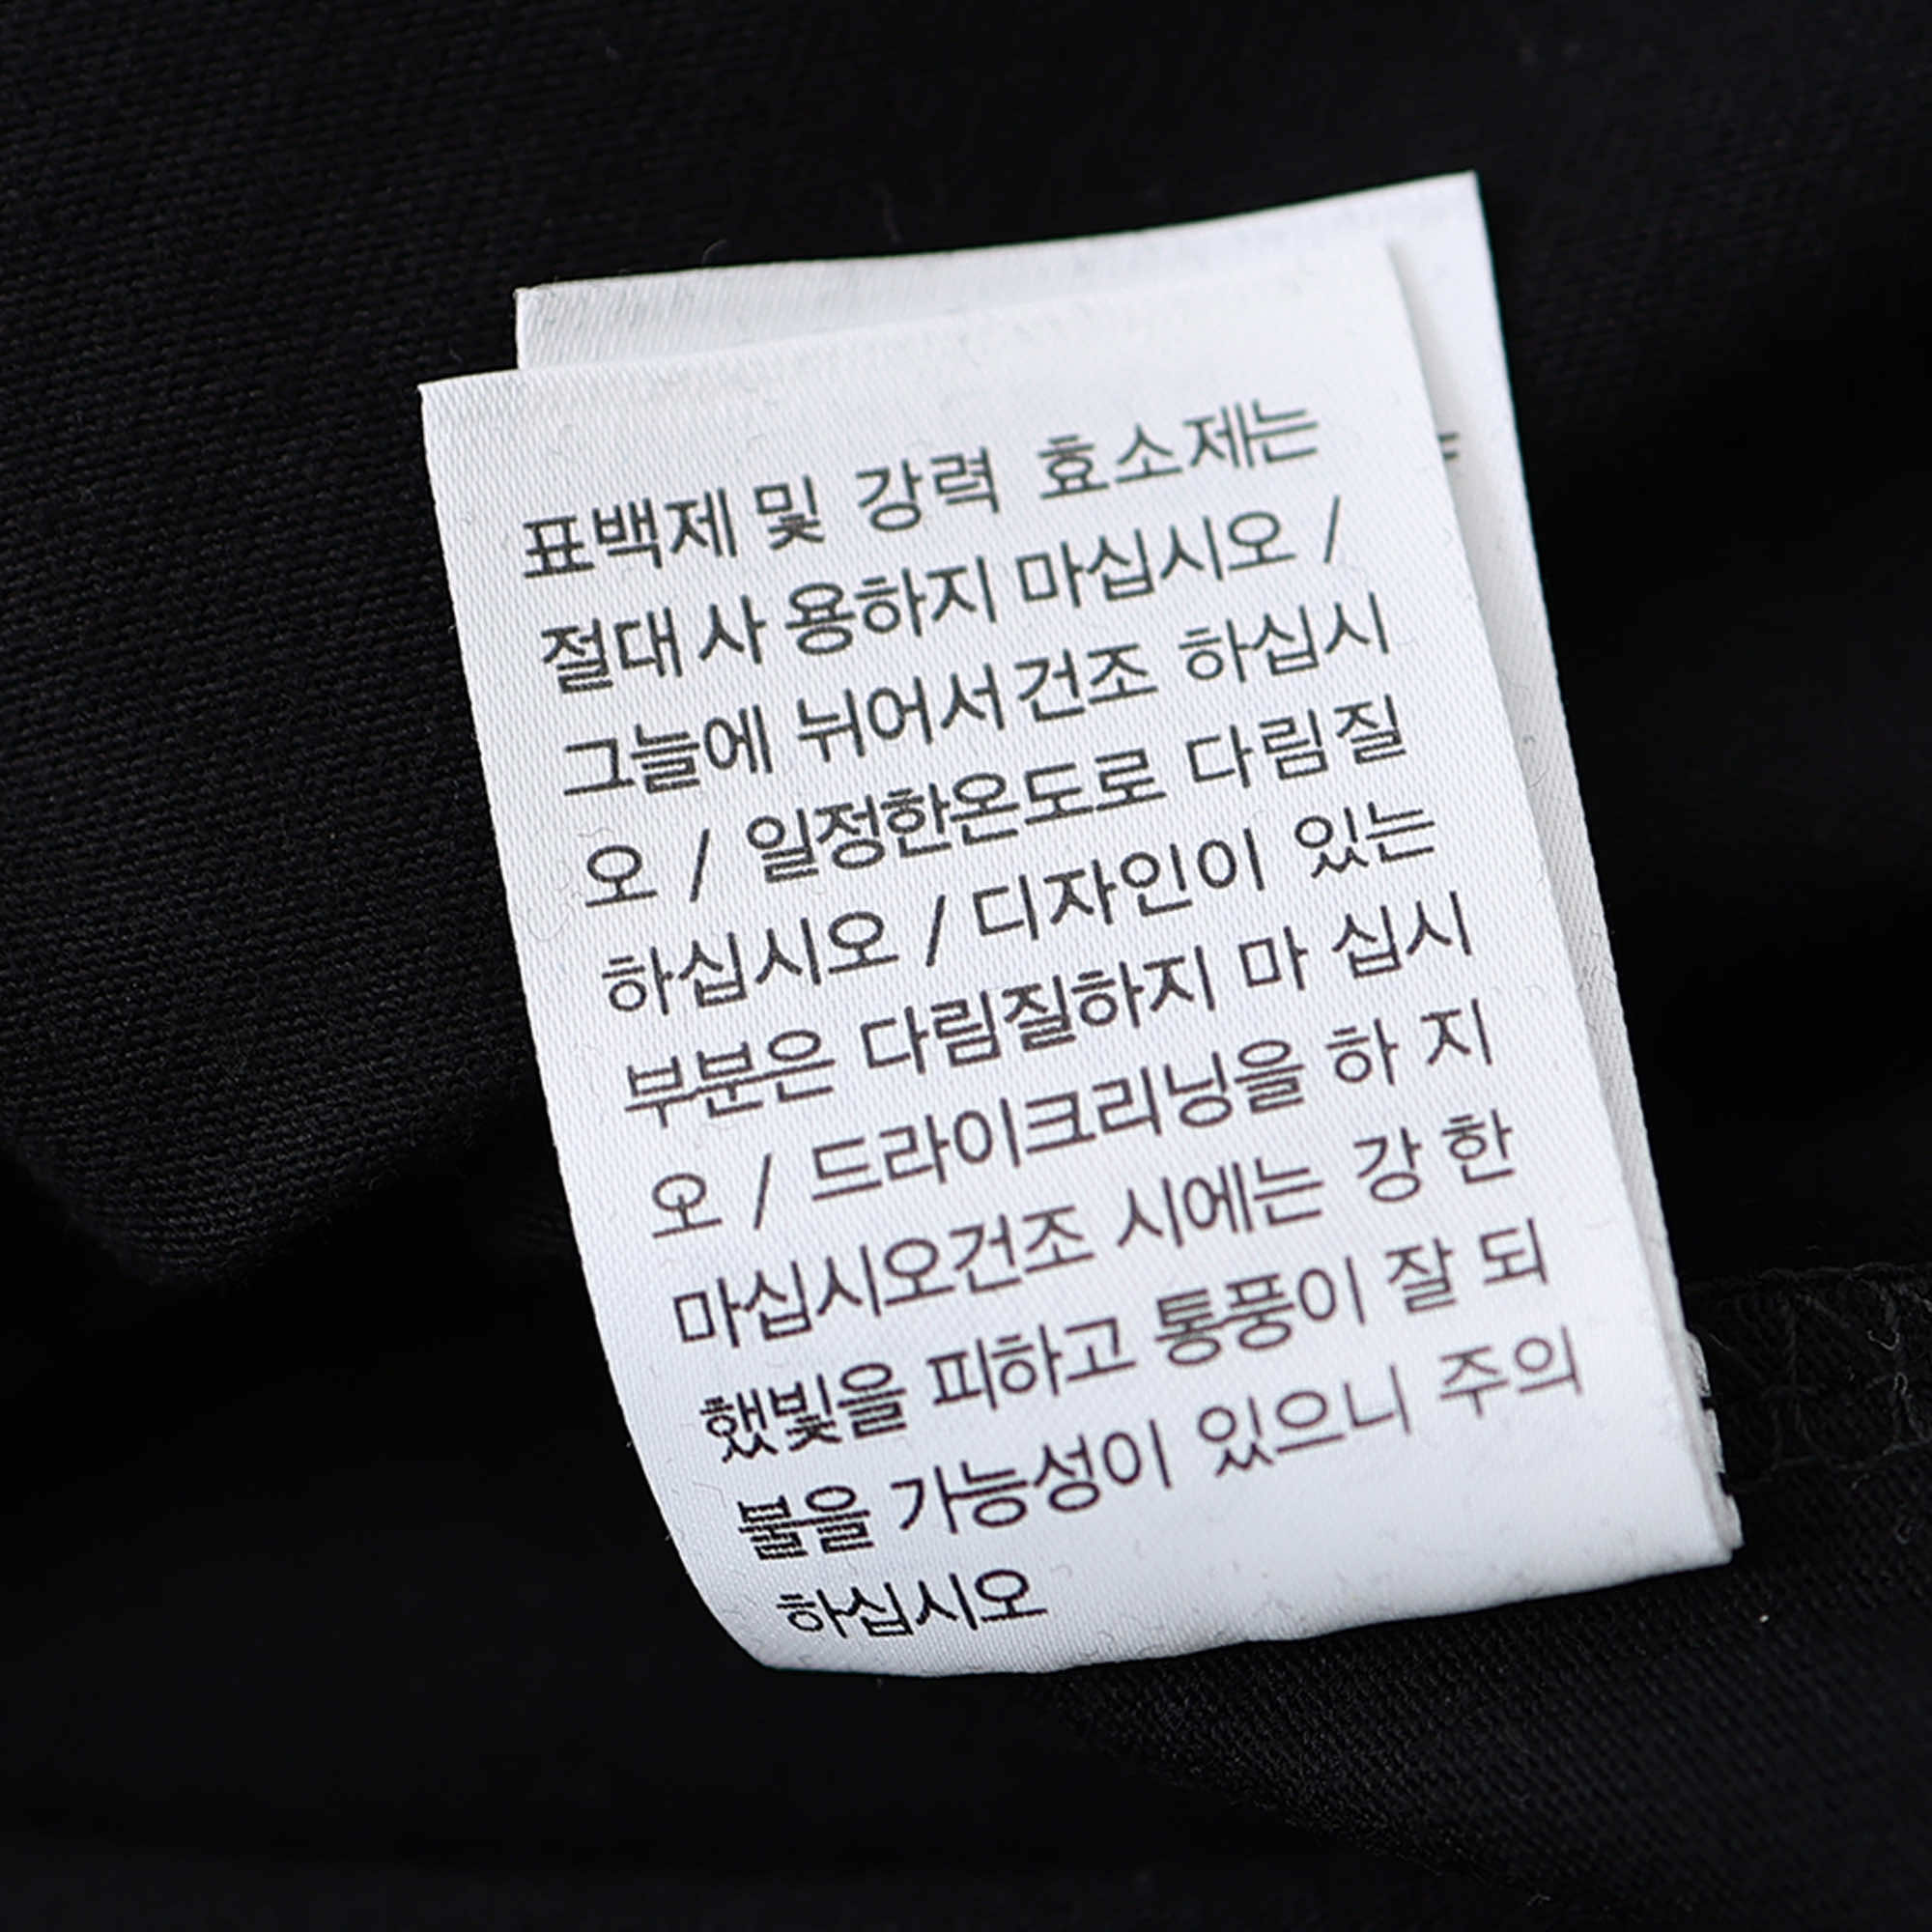 표백제 및 강력 효소제는
절대 사 용하지 마십시오 /
그늘에 뉘어서 건조 하십시
오 / 일정한온도로 다림질
하십시오 / 디자인이 있는
부분은 다림질하지 마 십시
오 / 드라이크리닝을 하 지
마십시오건조 시에는 강 한
했빛을 피하고 통풍이 잘 되
불을 가능성이 있으니 주의
하십시오